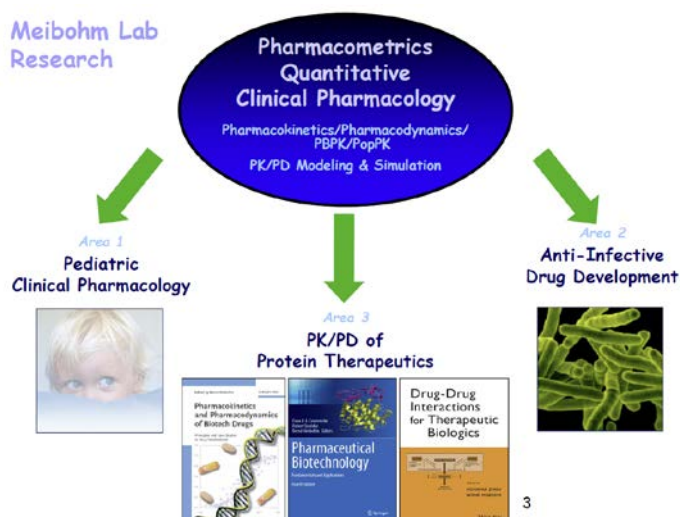 Meibohm Lab
Research
Pharmacometrics
Quantitative
Clinical Pharmacology
Pharmacokinetics/Pharmacodynamics/
PBPK/PopPK
PK/PD Modeling & Simulation
Area 1
Pediatric
Clinical Pharmacology
Area 2
Anti-Infective
Drug Development
Area 3
PK/PD of
Protein Therapeutics
Pharmacokinetics
and Pharmacodynamics
of Biotech Drugs
Pharmaceutical
Biotechnology
Drug-Drug
Interactions
for Therapeutic
Biologics
3